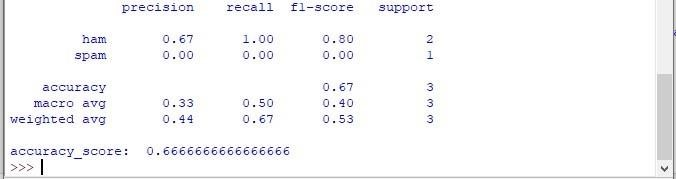 precision recall f1-score support
ham 0.67 1.00 0.80 2
spam 0.00 0.00 0.00 1
accuracy 0.67 3
macro avg 0.33 0.50 0.40 3
weighted avg 0.44 0.67 0.53 3
accuracy_score: 0.6666666666666666
>>>